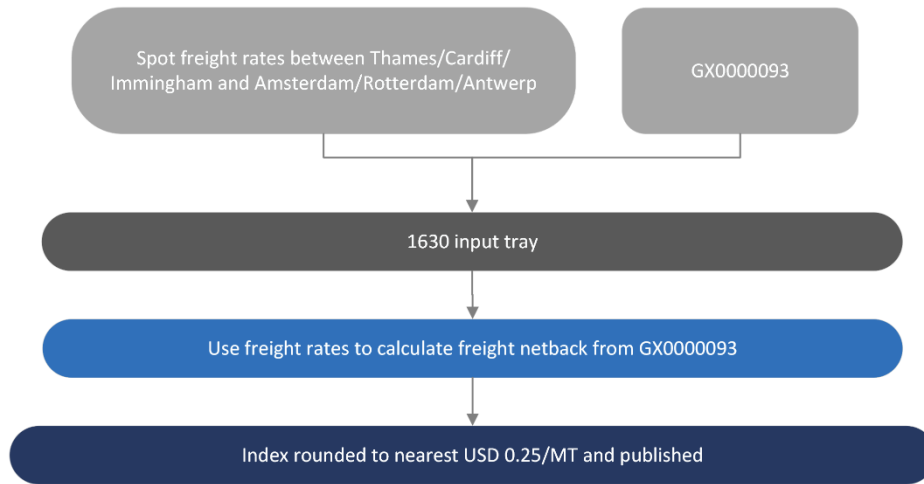 Spot freight rates between Thames/Cardiff/
Immingham and Amsterdam/Rotterdam/Antwerp
GX0000093
1630 input tray
Use freight rates to calculate freight netback from GX0000093
Index rounded to nearest USD 0.25/MT and published